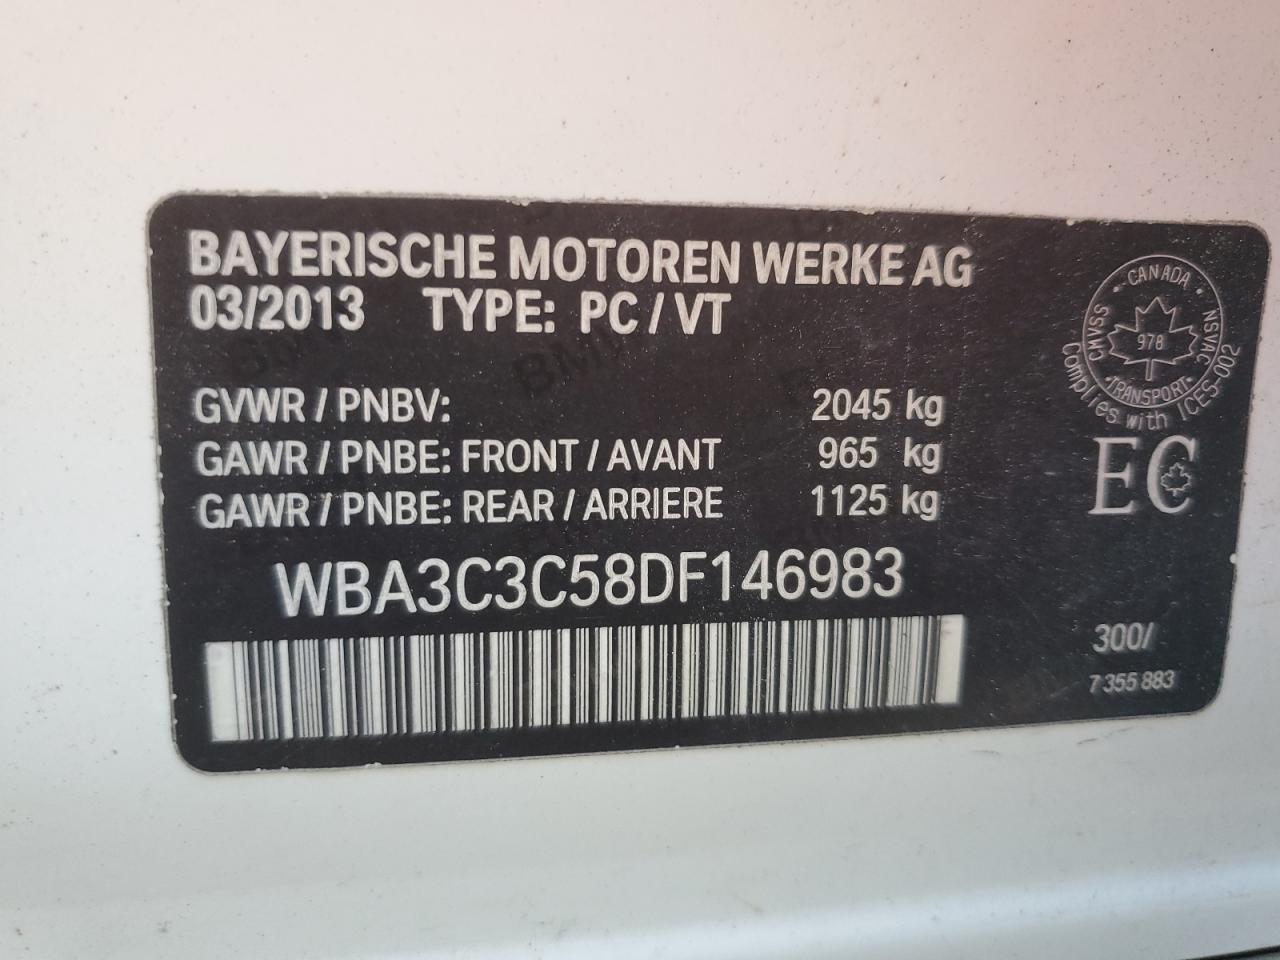 BAYERISCHE MOTOREN WERKE AG
03/2013 TYPE: PC / VT
GVWR / PNBV: 2045 kg
GAWR / PNBE: FRONT / AVANT 965 kg
GAWR / PNBE: REAR / ARRIERE 1125 kg
WBA3C3C58DF146983
CANADA
CMVSS NSVAC
978
TRANSPORT
Complies with ICES-002
EC
300/
7 355 883